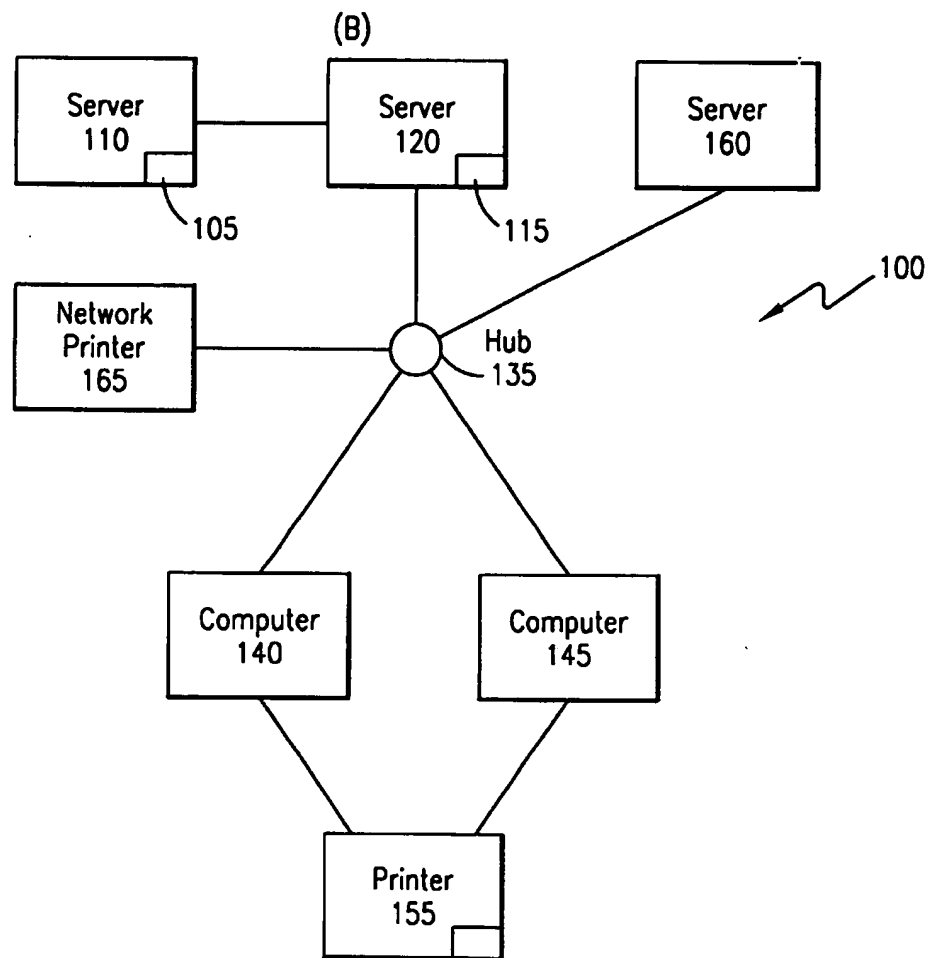 (B)
Server
110
Server
120
Server
160
105
115
100
Network
Printer
165
Hub
135
Computer
140
Computer
145
Printer
155